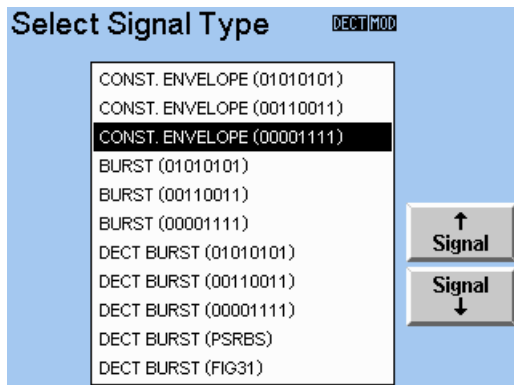 Select Signal Type DECT MOD
CONST. ENVELOPE (01010101)
CONST. ENVELOPE (00110011)
CONST. ENVELOPE (00001111)
BURST (01010101)
BURST (00110011)
BURST (00001111)
DECT BURST (01010101)
DECT BURST (00110011)
DECT BURST (00001111)
DECT BURST (PSRBS)
DECT BURST (FIG31)
↑
Signal
Signal
↓